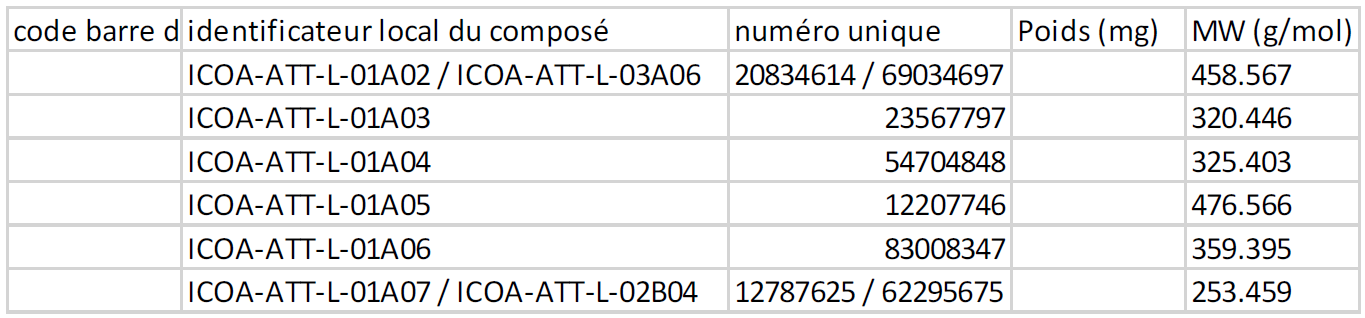 code barre d identificateur local du composé numéro unique Poids (mg) MW (g/mol)
ICOA-ATT-L-01A02 / ICOA-ATT-L-03A06 20834614 / 69034697 458.567
ICOA-ATT-L-01A03 23567797 320.446
ICOA-ATT-L-01A04 54704848 325.403
ICOA-ATT-L-01A05 12207746 476.566
ICOA-ATT-L-01A06 83008347 359.395
ICOA-ATT-L-01A07 / ICOA-ATT-L-02B04 12787625 / 62295675 253.459